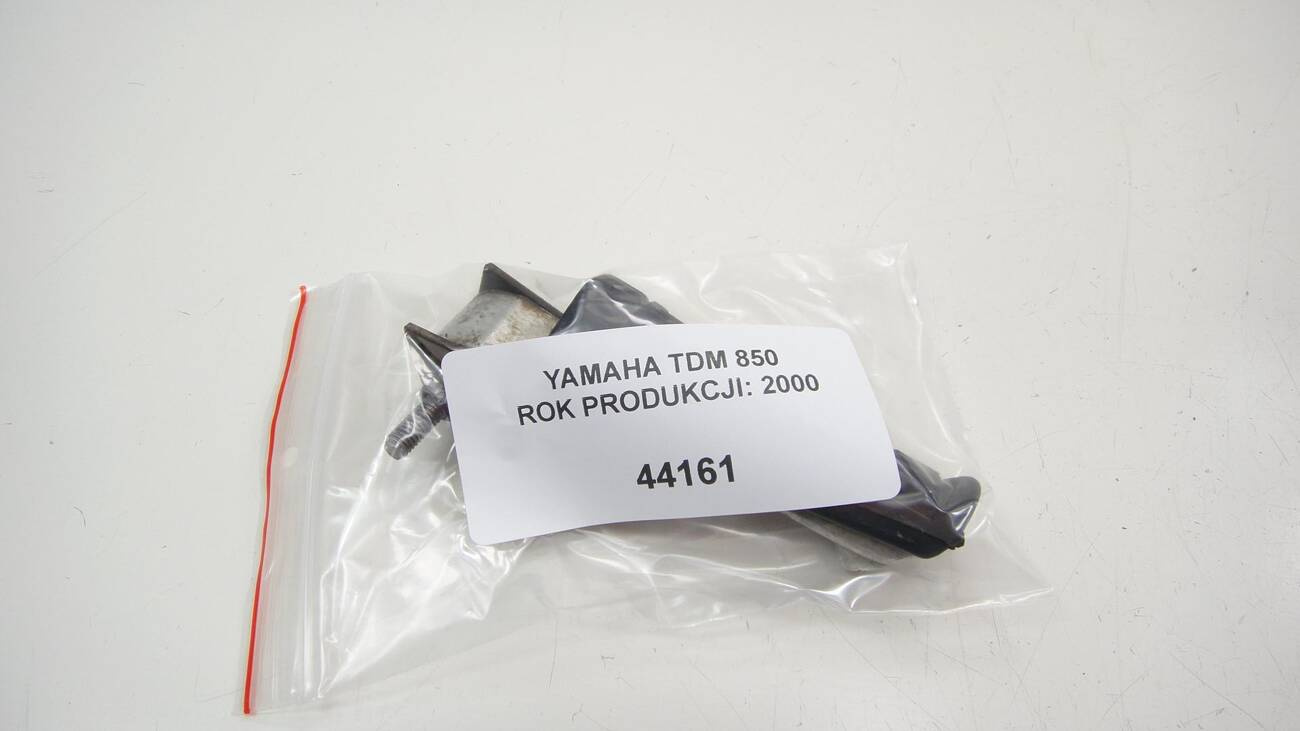 YAMAHA TDM 850
ROK PRODUKCJI: 2000
44161